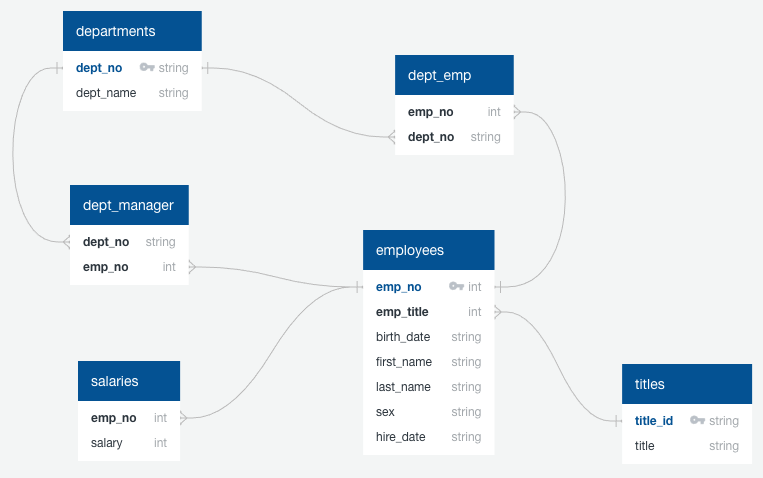 departments
dept_no string
dept_name string
dept_emp
emp_no int
dept_no string
dept_manager
dept_no string
emp_no int
employees
emp_no int
emp_title int
birth_date string
first_name string
last_name string
sex string
hire_date string
salaries
emp_no int
salary int
titles
title_id string
title string